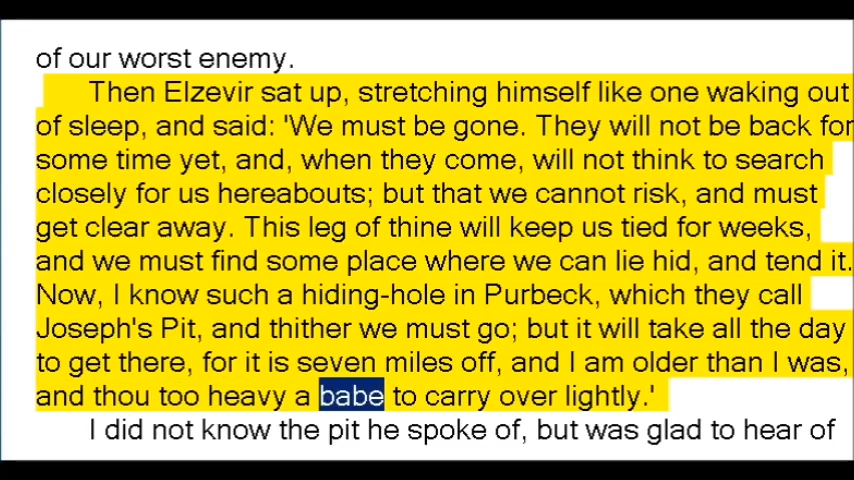 of our worst enemy.
Then Elzevir sat up, stretching himself like one waking out
of sleep, and said: 'We must be gone. They will not be back for
some time yet, and, when they come, will not think to search
closely for us hereabouts; but that we cannot risk, and must
get clear away. This leg of thine will keep us tied for weeks,
and we must find some place where we can lie hid, and tend it.
Now, I know such a hiding-hole in Purbeck, which they call
Joseph's Pit, and thither we must go; but it will take all the day
to get there, for it is seven miles off, and I am older than I was,
and thou too heavy a babe to carry over lightly.'
I did not know the pit he spoke of, but was glad to hear of